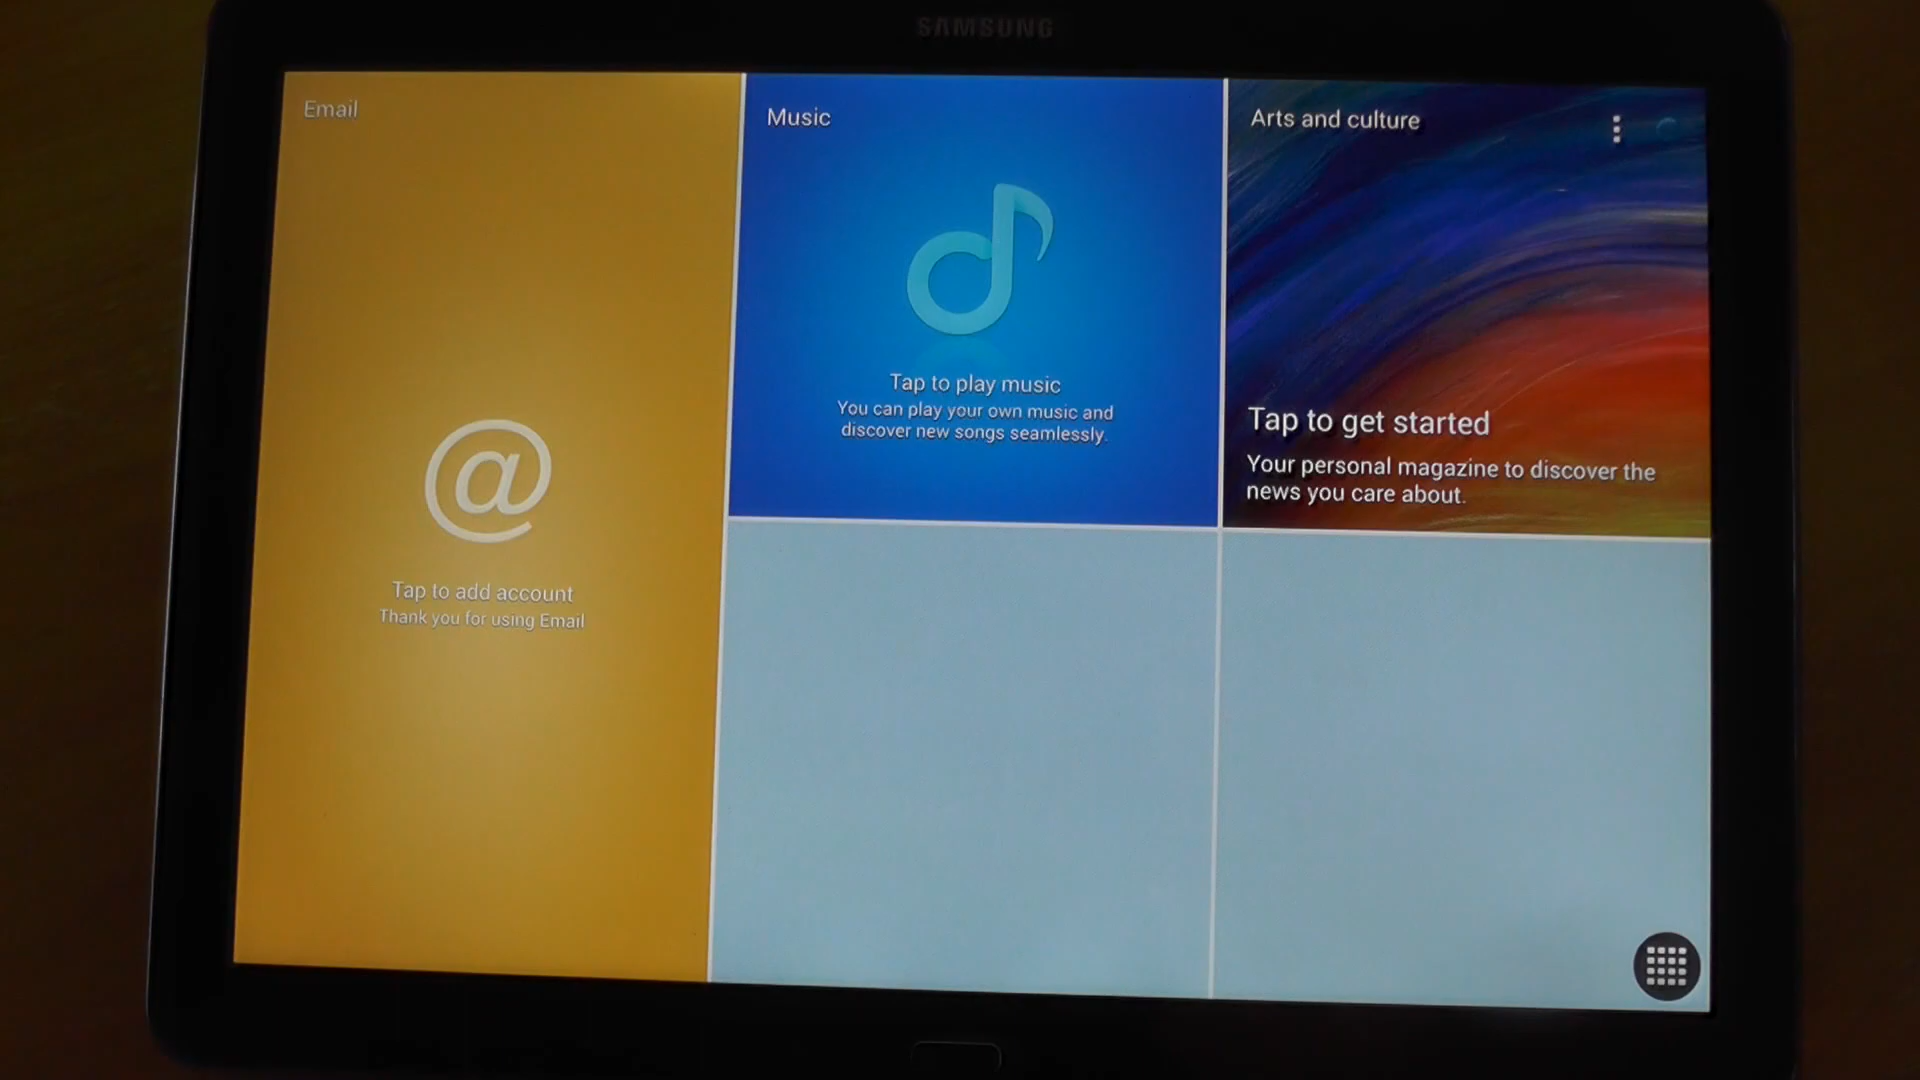 SAMSUNG
Email
Tap to add account
Thank you for using Email
Music
Tap to play music
You can play your own music and
discover new songs seamlessly.
Arts and culture
Tap to get started
Your personal magazine to discover the
news you care about.